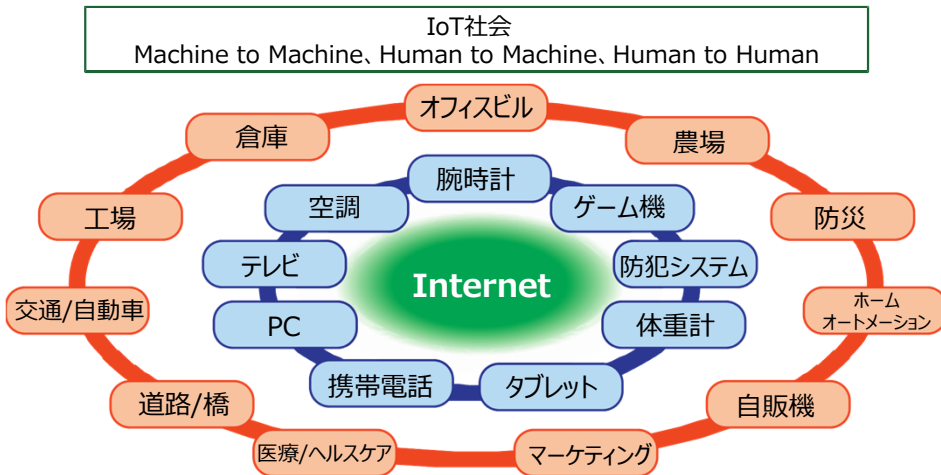 IoT社会
Machine to Machine、Human to Machine、Human to Human
オフィスビル
倉庫
農場
腕時計
空調
ゲーム機
工場
防災
テレビ
Internet
防犯システム
交通/自動車
PC
体重計
ホーム
オートメーション
携帯電話
タブレット
道路/橋
自販機
医療/ヘルスケア
マーケティング